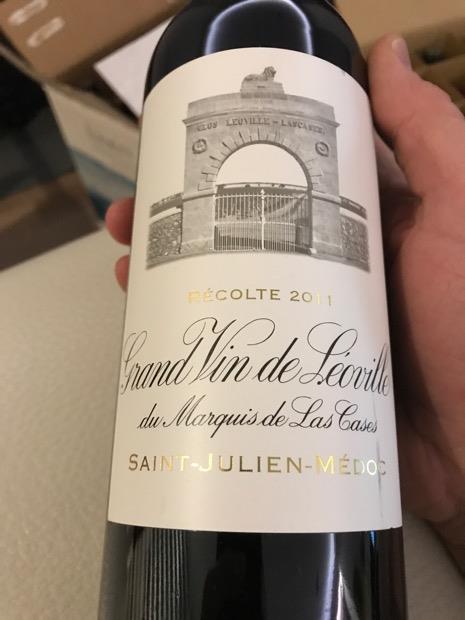 CLOS LEOVILLE-LASCASES
RÉCOLTE 2011
Grand Vin de Léoville
du Marquis de Las Cases
SAINT-JULIEN-MÉDOC